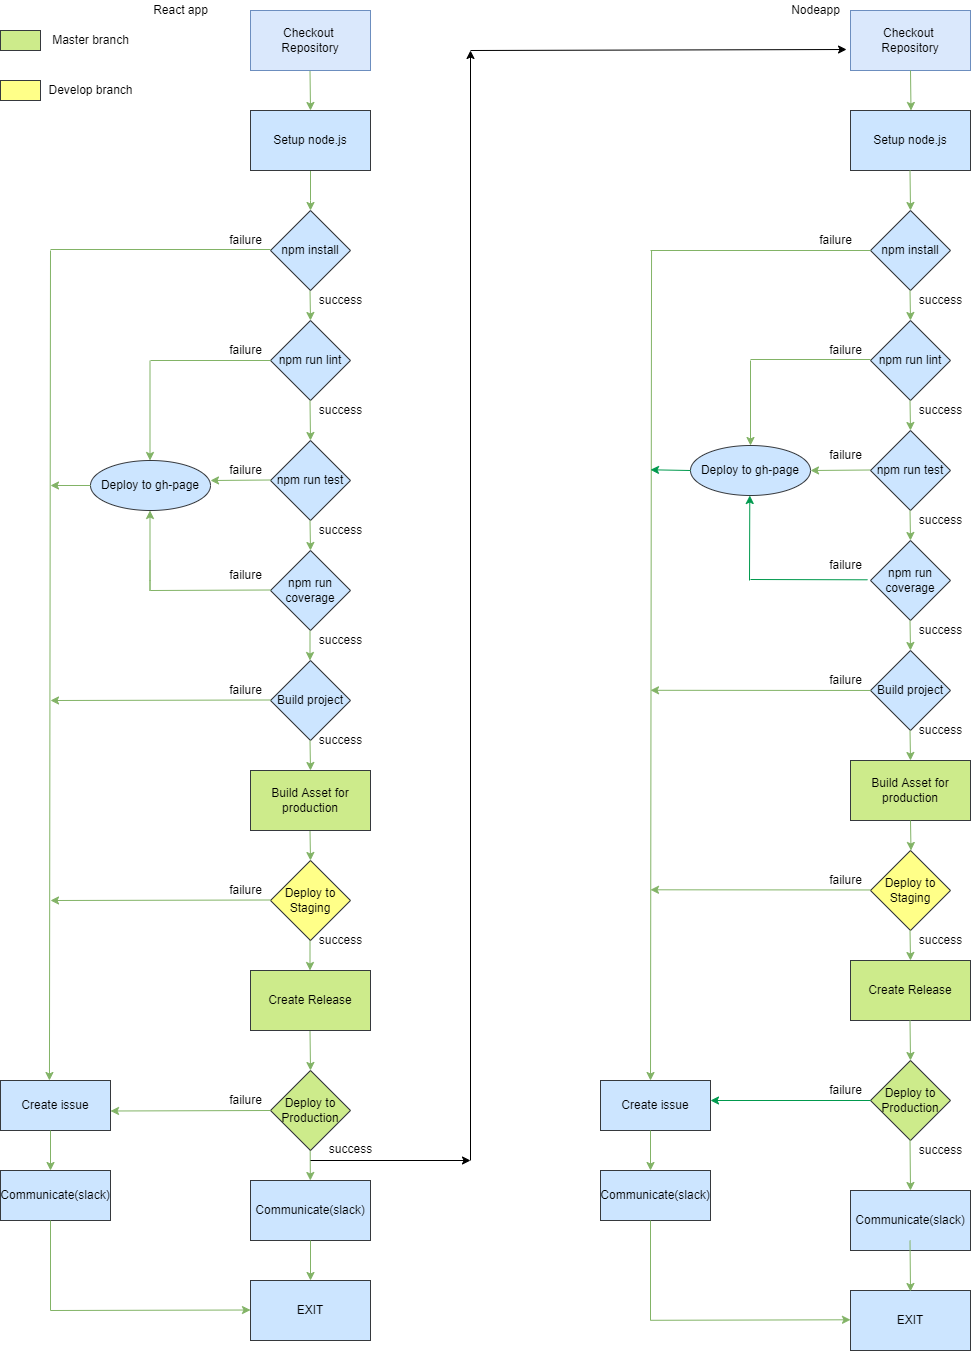 React app
Master branch
Develop branch
Checkout
Repository
Setup node.js
failure
npm install
success
failure
npm run lint
success
failure
npm run test
Deploy to gh-page
success
failure
npm run
coverage
success
failure
Build project
success
Build Asset for
production
failure
Deploy to
Staging
success
Create Release
failure
Deploy to
Production
Create issue
success
Communicate(slack)
Communicate(slack)
EXIT
Nodeapp
Checkout
Repository
Setup node.js
failure
npm install
success
failure
npm run lint
success
failure
npm run test
Deploy to gh-page
success
failure
npm run
coverage
success
failure
Build project
success
Build Asset for
production
failure
Deploy to
Staging
success
Create Release
failure
Deploy to
Production
Create issue
success
Communicate(slack)
Communicate(slack)
EXIT